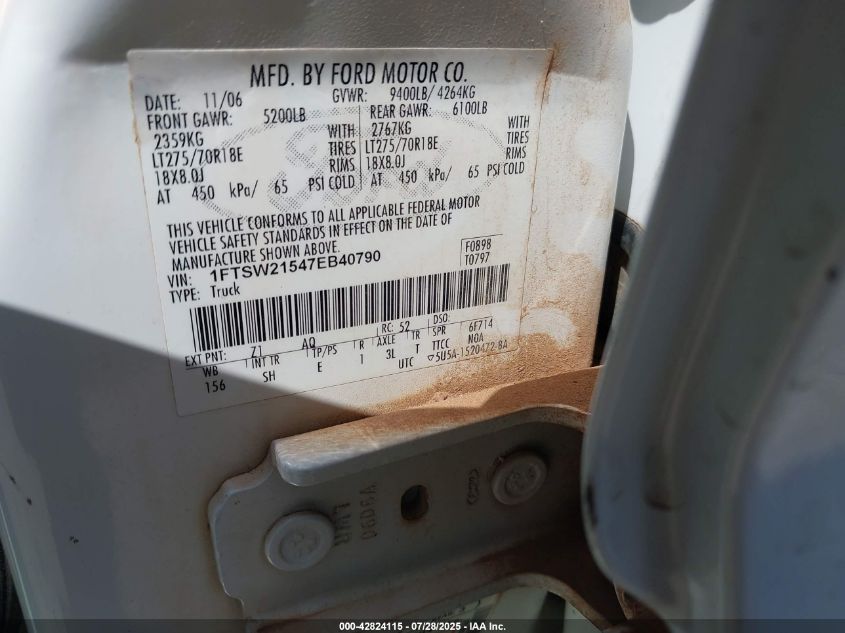 MFD. BY FORD MOTOR CO.
DATE: 11/06 GVWR: 9400LB/ 4264KG
FRONT GAWR: 5200LB REAR GAWR: 6100LB
2359KG WITH 2767KG WITH
LT275/70R18E TIRES LT275/70R18E TIRES
18X8.0J RIMS 18X8.0J RIMS
AT 450 kPa/ 65 PSI COLD AT 450 kPa/ 65 PSI COLD
THIS VEHICLE CONFORMS TO ALL APPLICABLE FEDERAL MOTOR
VEHICLE SAFETY STANDARDS IN EFFECT ON THE DATE OF
MANUFACTURE SHOWN ABOVE.
VIN: 1FTSW21547EB40790 F0898
TYPE: Truck T0797
EXT PNT: Z1 AQ RC: 52 DSO:
WB INT TR TP/PS R AXLE TR SPR 6F714
156 SH E 1 3L T TTCC NOA
UTC ▽5U5A-1520472-BA
000-42824115 / 07/28/2025 / IAA Inc.